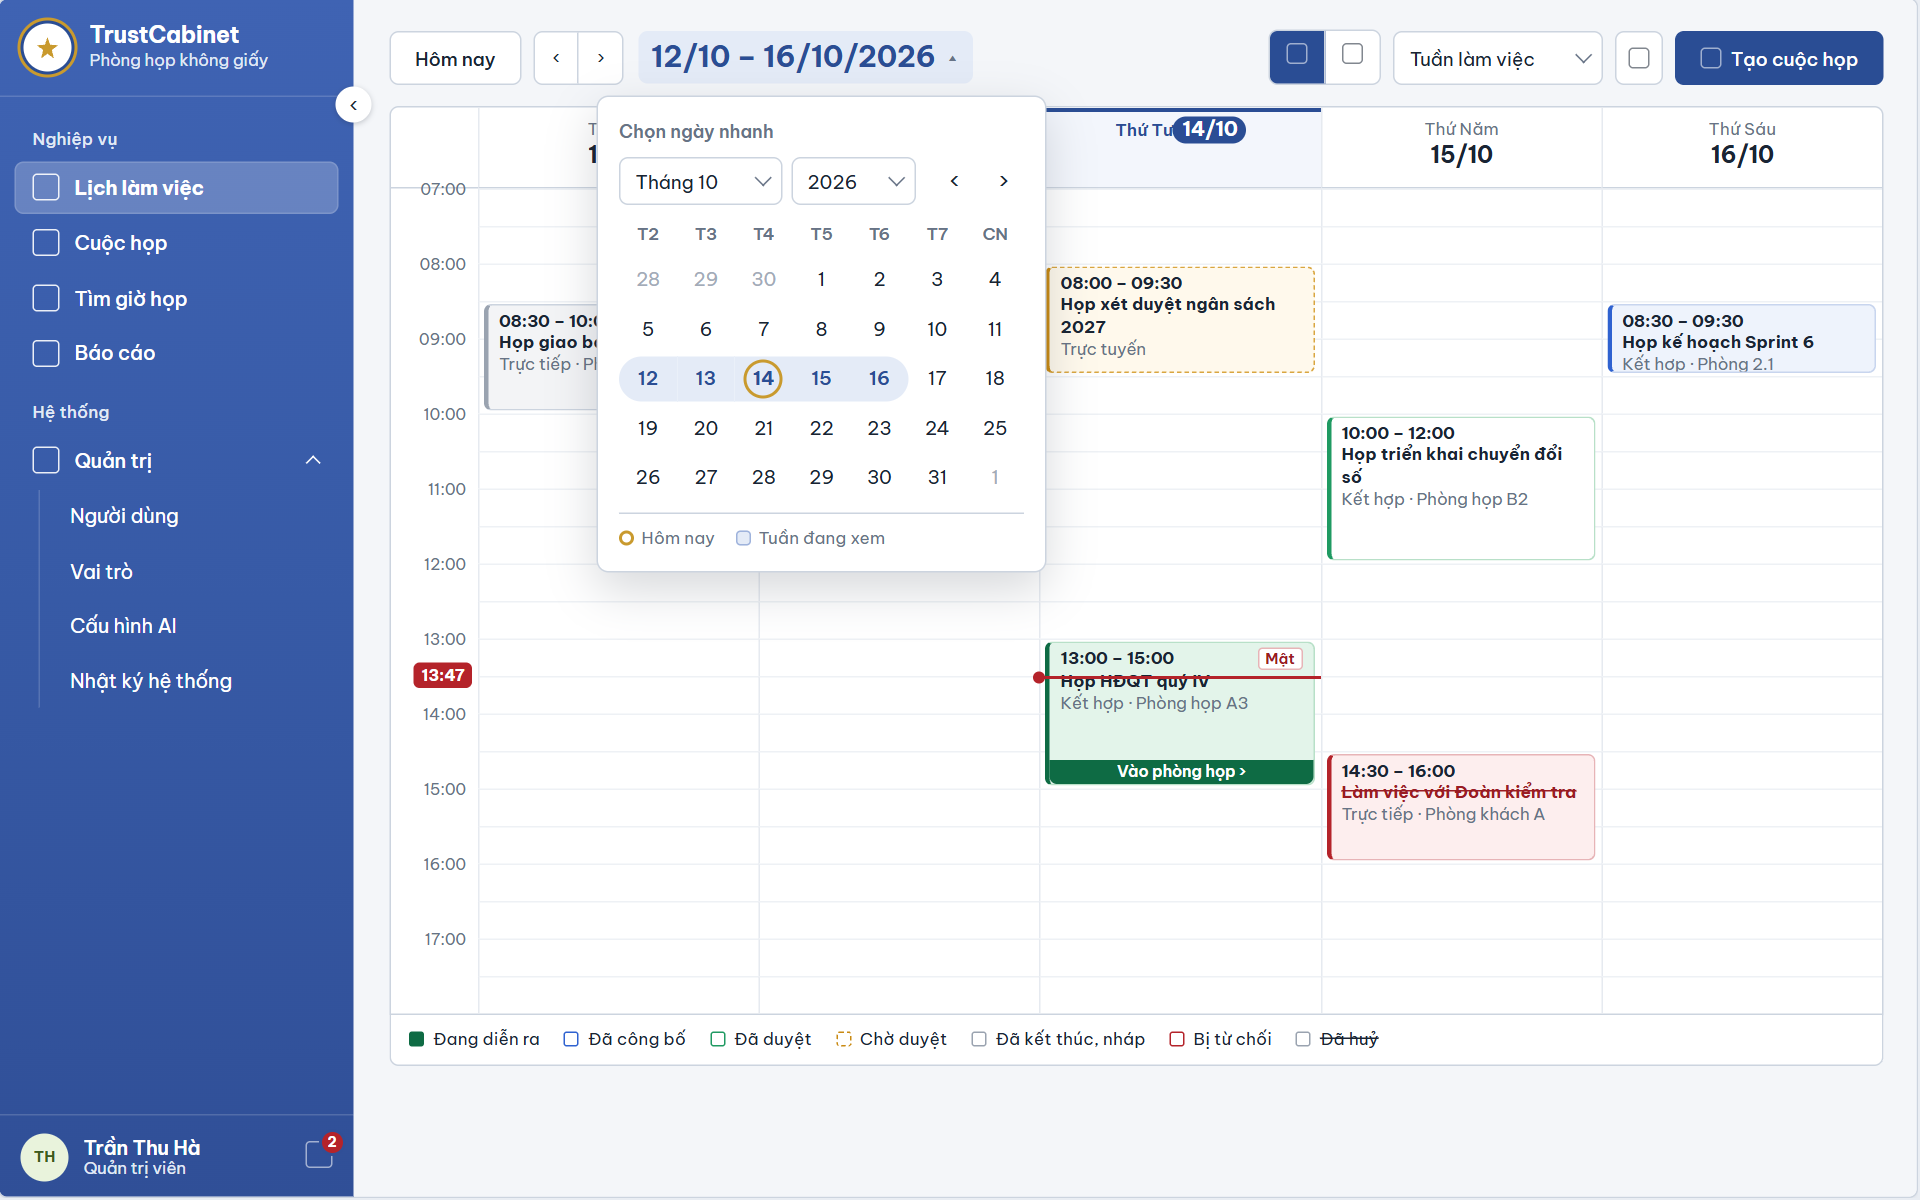 TrustCabinet
Phòng họp không giấy
Nghiệp vụ
Lịch làm việc
Cuộc họp
Tìm giờ họp
Báo cáo
Hệ thống
Quản trị
Người dùng
Vai trò
Cấu hình AI
Nhật ký hệ thống
TH
Trần Thu Hà
Quản trị viên
2
Hôm nay
‹ ›
12/10 – 16/10/2026
Tuần làm việc
Tạo cuộc họp
Chọn ngày nhanh
Tháng 10
2026
‹ ›
T2 T3 T4 T5 T6 T7 CN
28 29 30 1 2 3 4
5 6 7 8 9 10 11
12 13 14 15 16 17 18
19 20 21 22 23 24 25
26 27 28 29 30 31 1
Hôm nay
Tuần đang xem
Thứ Tư 14/10
Thứ Năm
15/10
Thứ Sáu
16/10
07:00
08:00
09:00
10:00
11:00
12:00
13:00
13:47
14:00
15:00
16:00
17:00
08:30 – 10:0
Họp giao b
Trực tiếp · P
08:00 – 09:30
Họp xét duyệt ngân sách
2027
Trực tuyến
13:00 – 15:00
Mật
Họp HĐQT quý IV
Kết hợp · Phòng họp A3
Vào phòng họp ›
10:00 – 12:00
Họp triển khai chuyển đổi
số
Kết hợp · Phòng họp B2
14:30 – 16:00
Làm việc với Đoàn kiểm tra
Trực tiếp · Phòng khách A
08:30 – 09:30
Họp kế hoạch Sprint 6
Kết hợp · Phòng 2.1
Đang diễn ra
Đã công bố
Đã duyệt
Chờ duyệt
Đã kết thúc, nháp
Bị từ chối
Đã huỷ